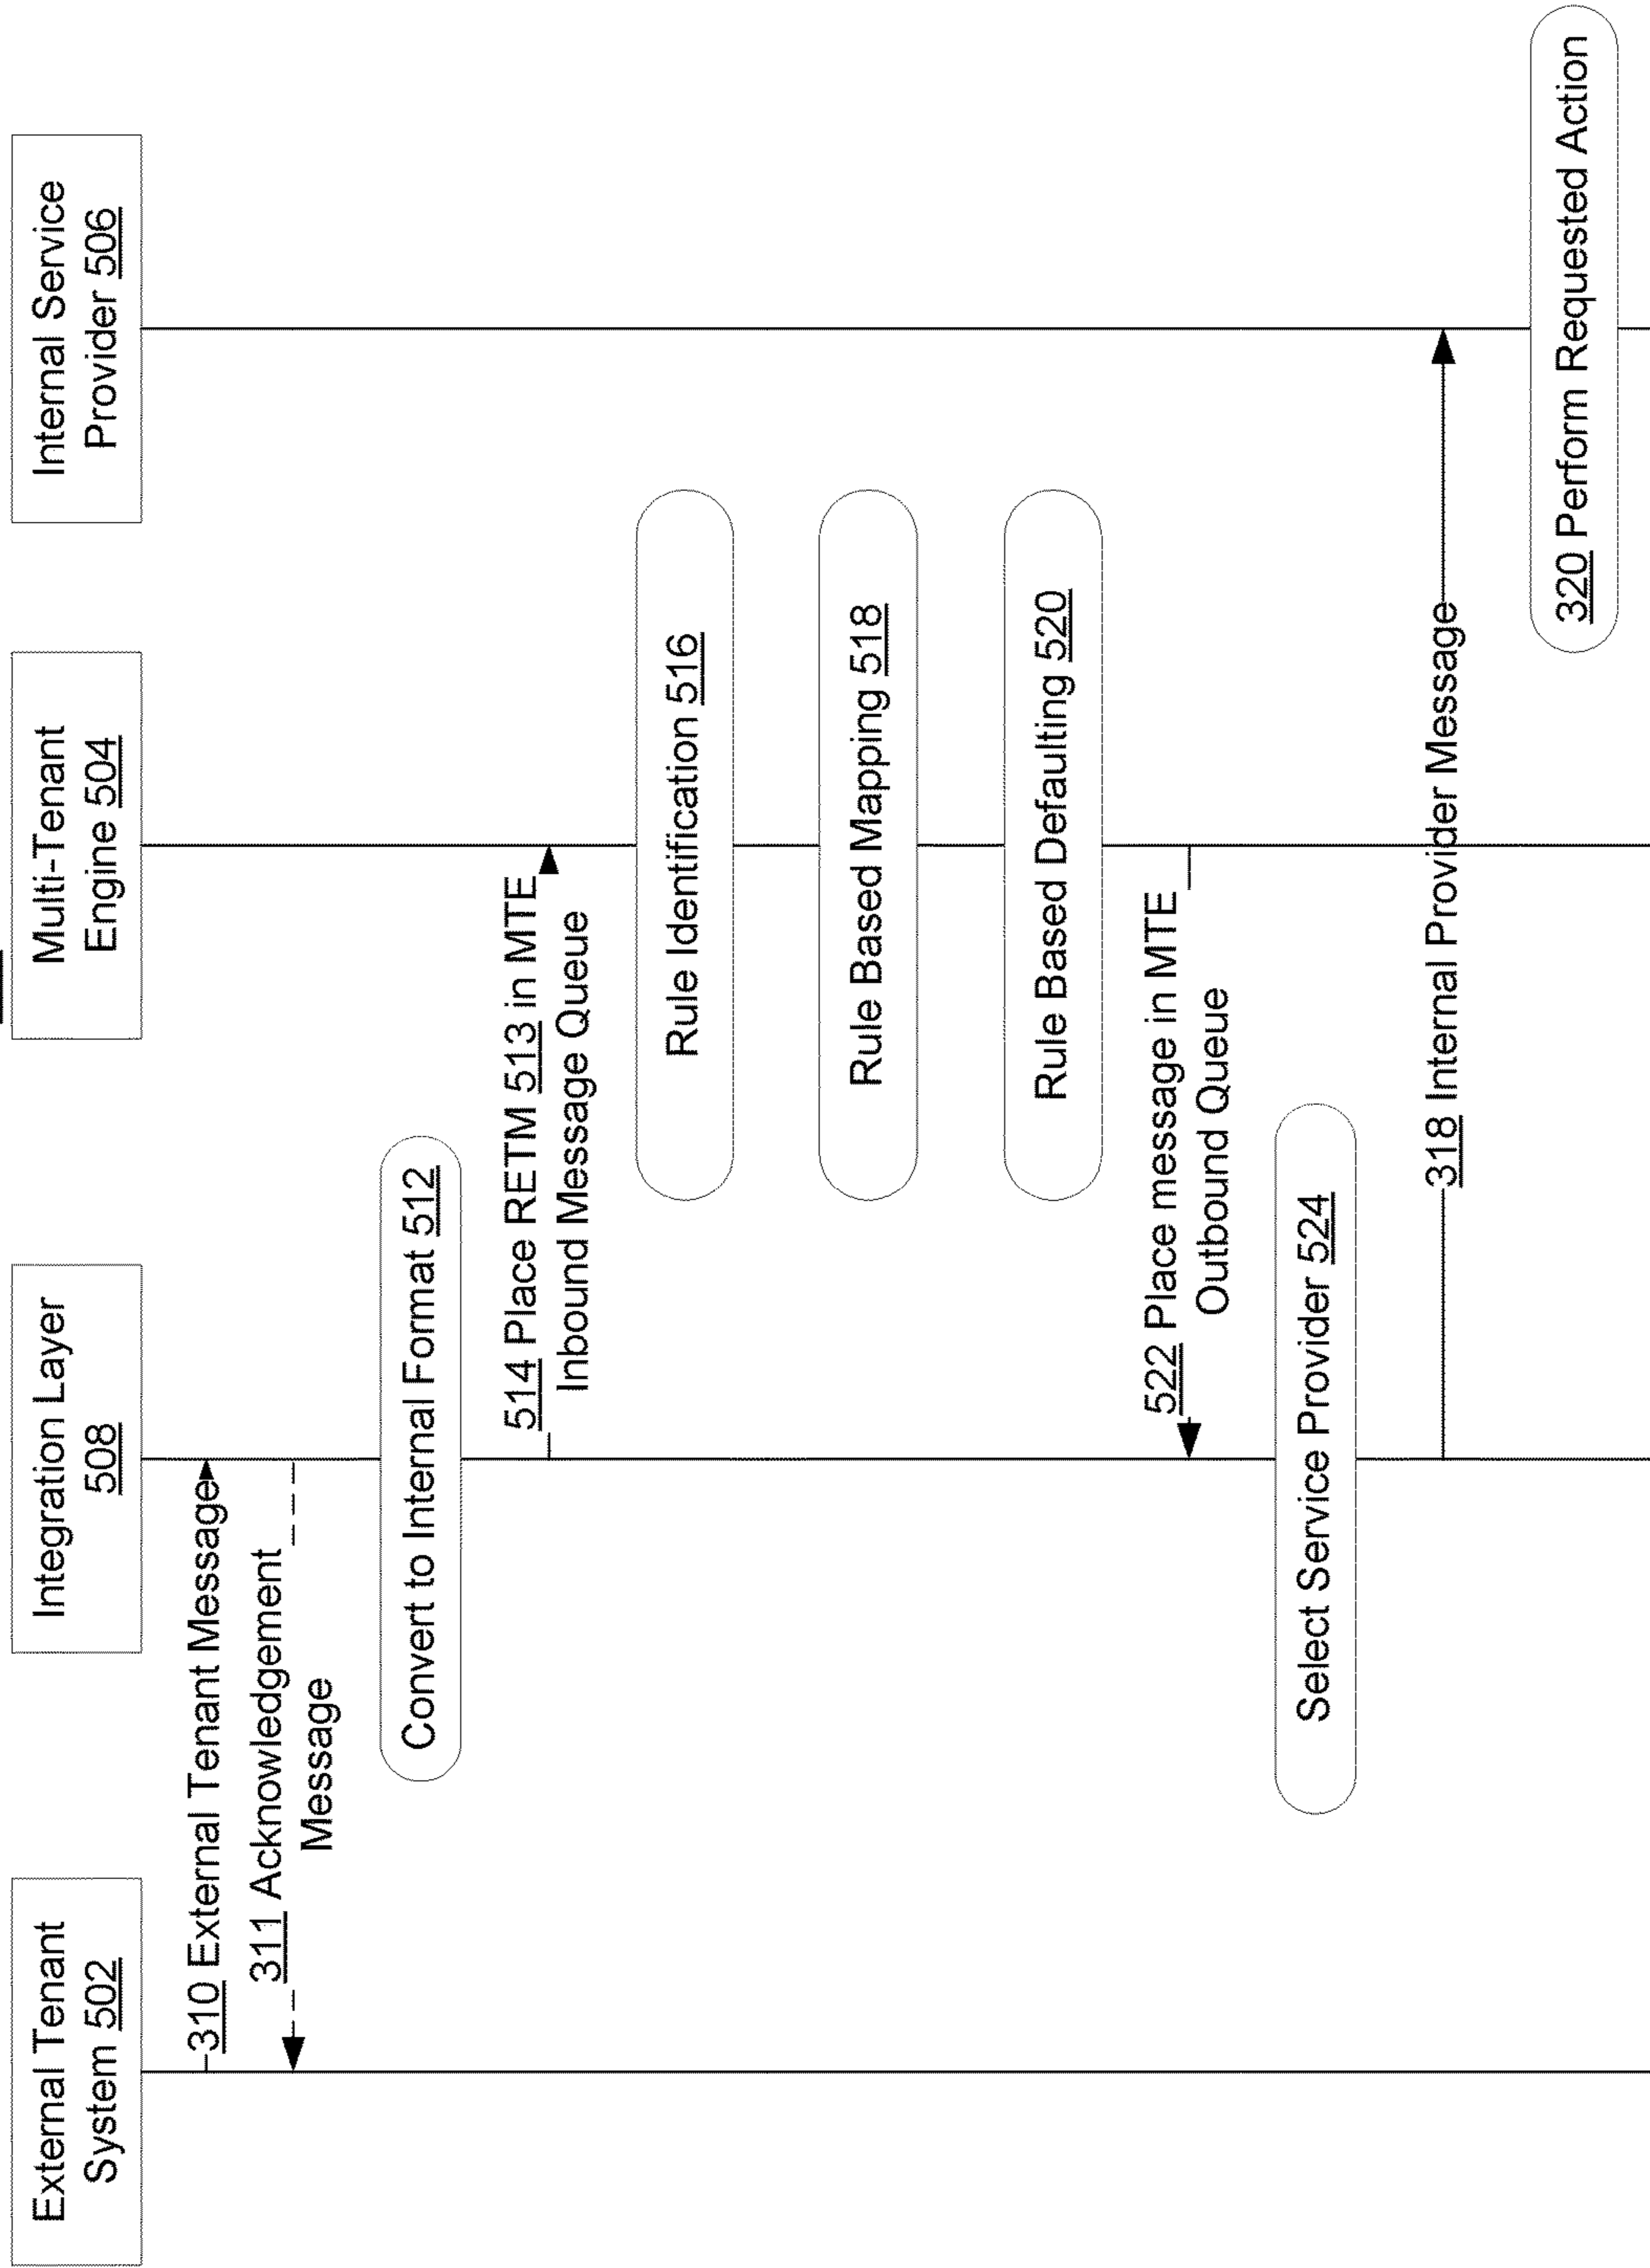 External Tenant
System 502
Integration Layer
508
Multi-Tenant
Engine 504
Internal Service
Provider 506
310 External Tenant Message
311 Acknowledgement
Message
Convert to Internal Format 512
514 Place RETM 513 in MTE
Inbound Message Queue
Rule Identification 516
Rule Based Mapping 518
Rule Based Defaulting 520
522 Place message in MTE
Outbound Queue
Select Service Provider 524
318 Internal Provider Message
320 Perform Requested Action